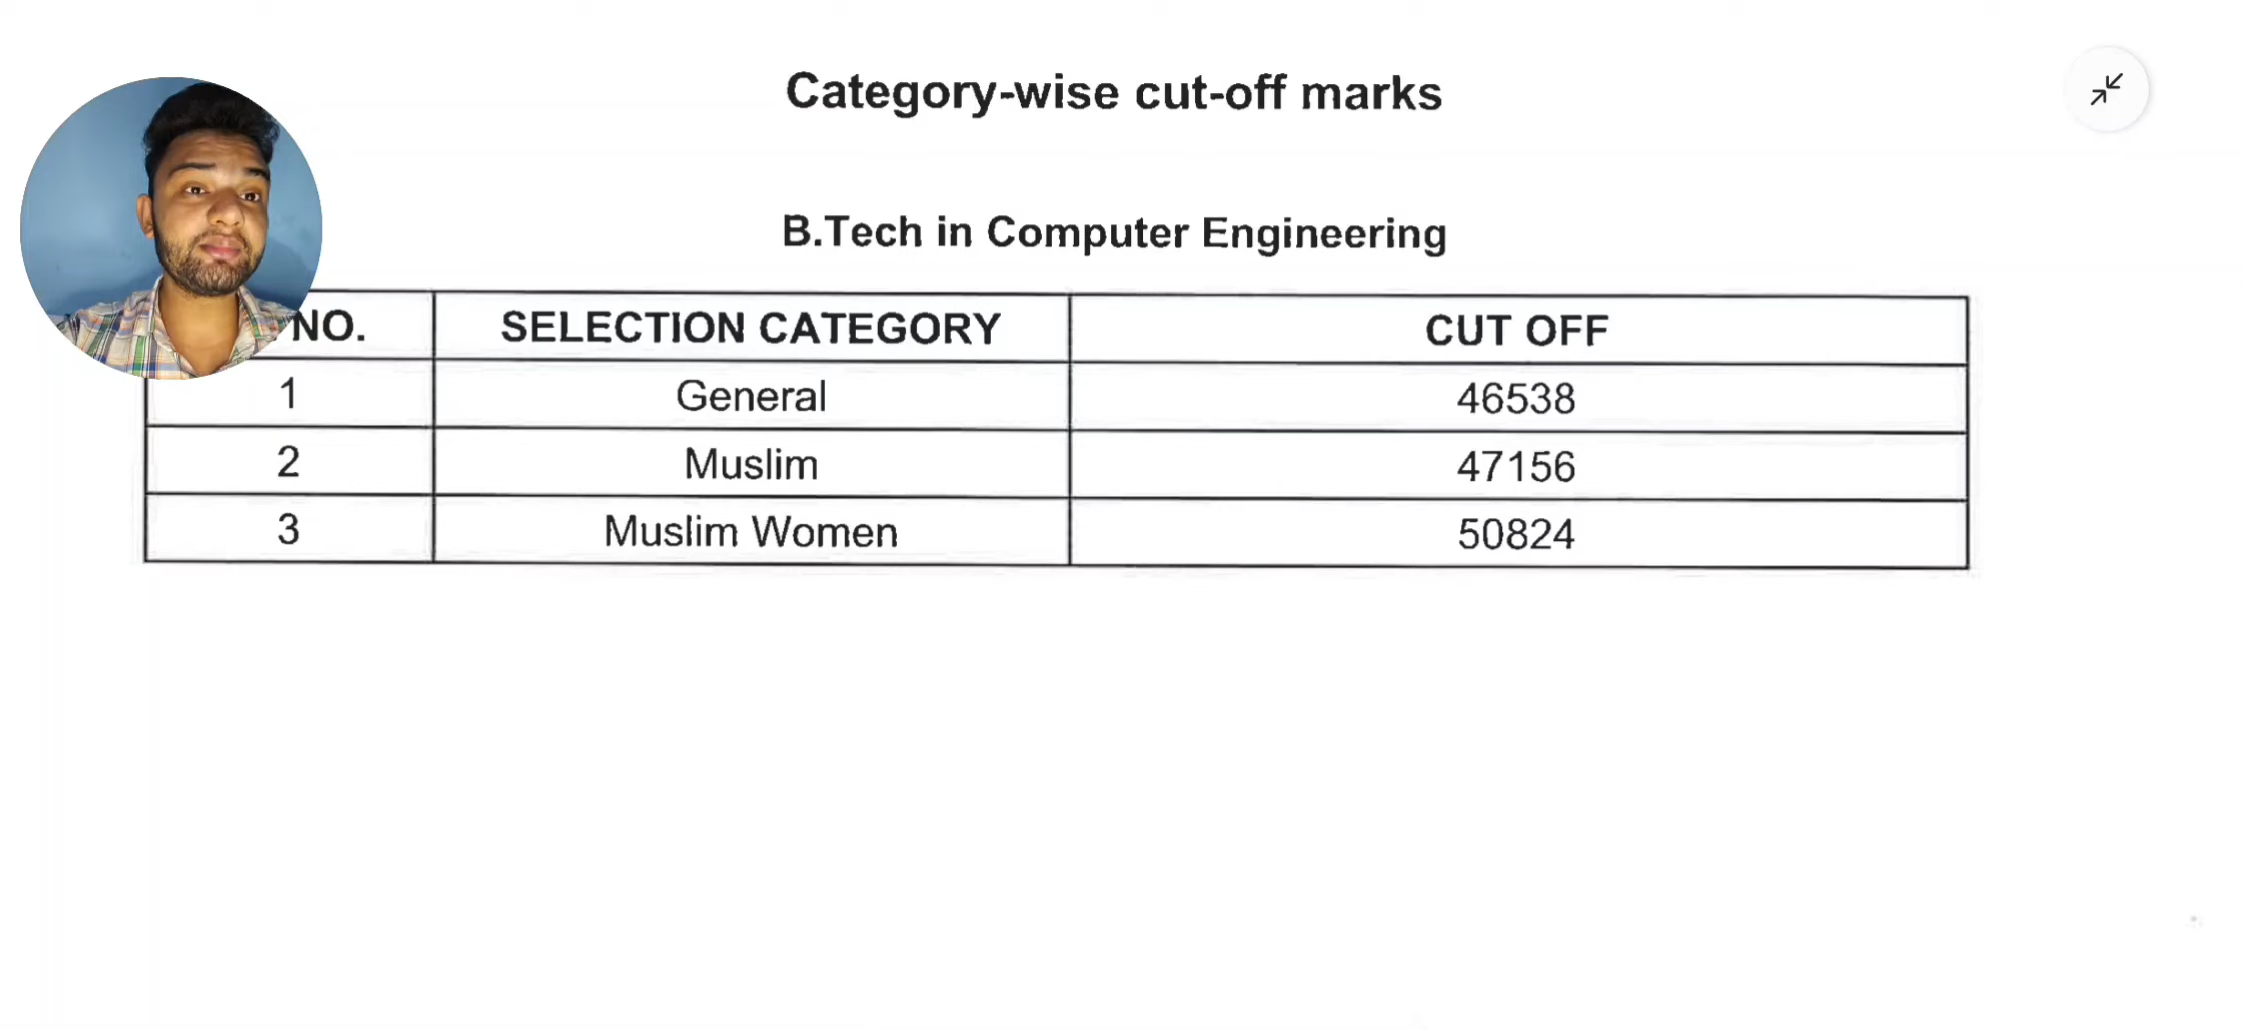 Category-wise cut-off marks
B.Tech in Computer Engineering
NO. SELECTION CATEGORY CUT OFF
1 General 46538
2 Muslim 47156
3 Muslim Women 50824